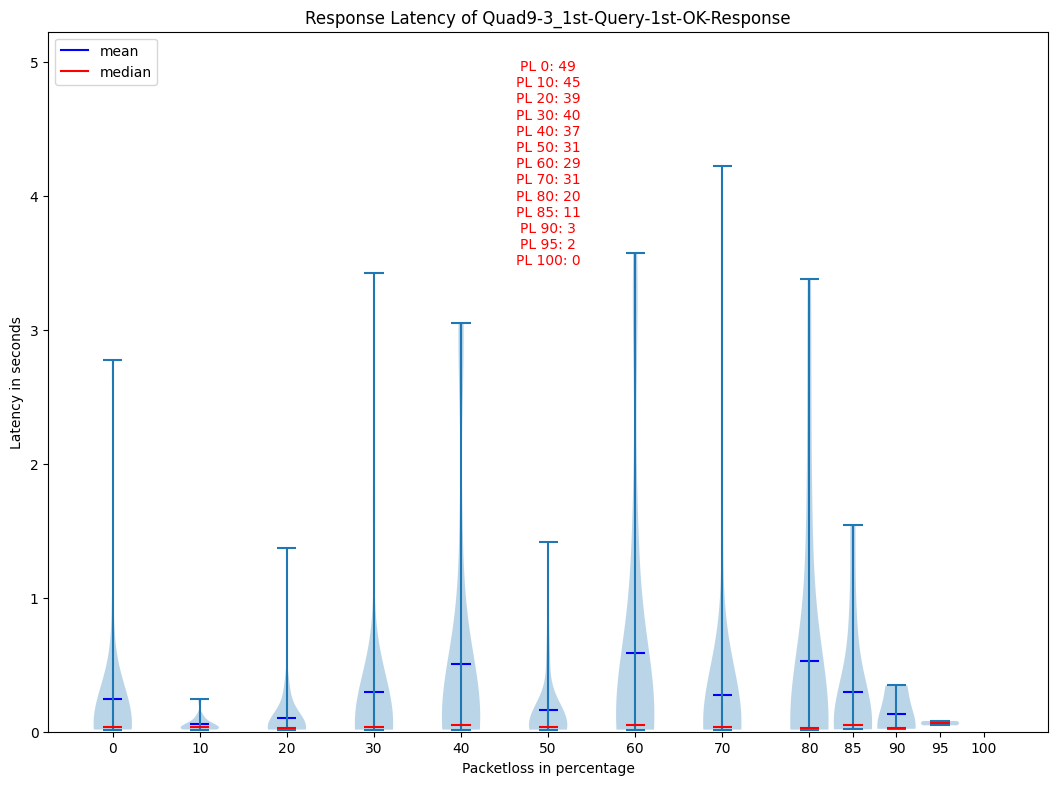 Response Latency of Quad9-3_1st-Query-1st-OK-Response
mean
median
PL 0: 49
PL 10: 45
PL 20: 39
PL 30: 40
PL 40: 37
PL 50: 31
PL 60: 29
PL 70: 31
PL 80: 20
PL 85: 11
PL 90: 3
PL 95: 2
PL 100: 0
Latency in seconds
5
4
3
2
1
0
0 10 20 30 40 50 60 70 80 85 90 95 100
Packetloss in percentage